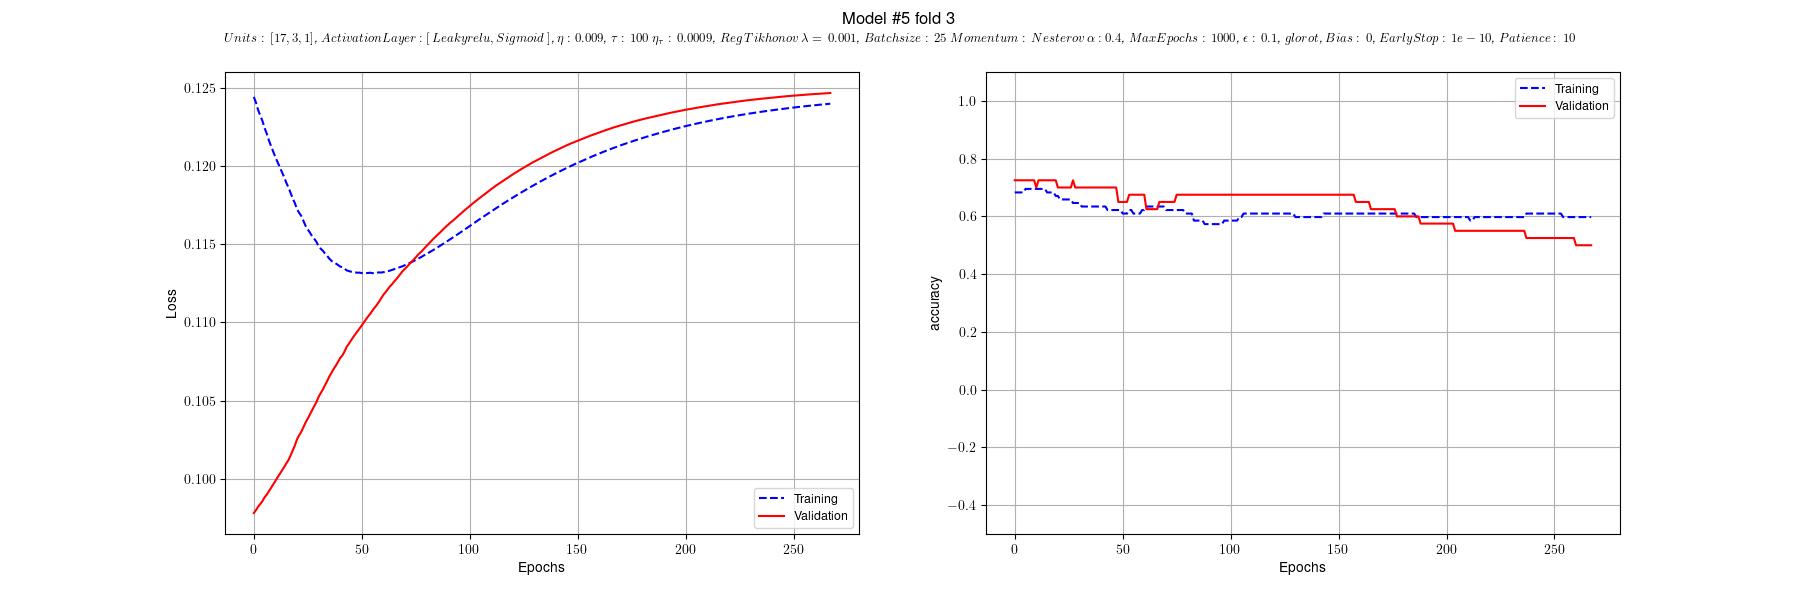 Model #5 fold 3
Units : [17, 3, 1], ActivationLayer : [ Leakyrelu, Sigmoid ], η : 0.009, τ : 100 ητ : 0.0009, RegTikhonov λ = 0.001, Batchsize : 25 Momentum : Nesterov α : 0.4, MaxEpochs : 1000, ϵ : 0.1, glorot, Bias : 0, EarlyStop : 1e − 10, Patience : 10
Loss
0.125
0.120
0.115
0.110
0.105
0.100
Training
Validation
0 50 100 150 200 250
Epochs
accuracy
1.0
0.8
0.6
0.4
0.2
0.0
−0.2
−0.4
Training
Validation
0 50 100 150 200 250
Epochs